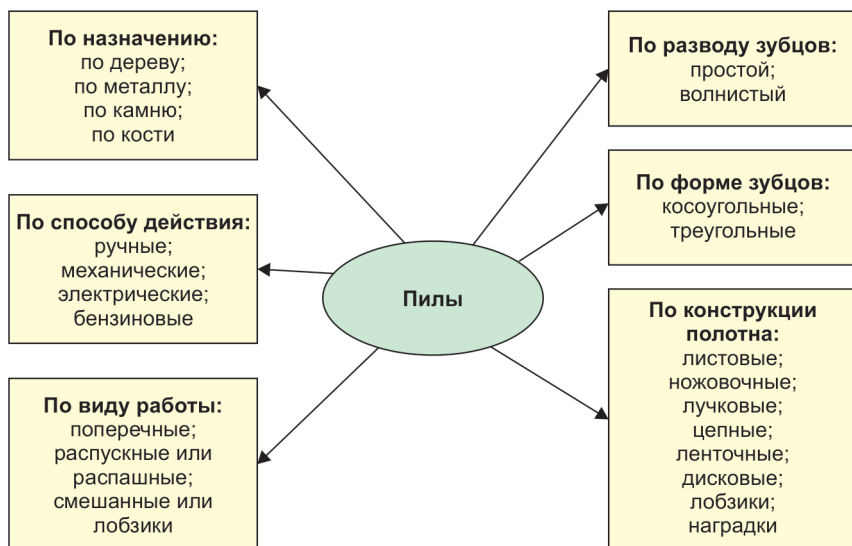 По назначению:
по дереву;
по металлу;
по камню;
по кости
По способу действия:
ручные;
механические;
электрические;
бензиновые
По виду работы:
поперечные;
распускные или
распашные;
смешанные или
лобзики
Пилы
По разводу зубцов:
простой;
волнистый
По форме зубцов:
косоугольные;
треугольные
По конструкции
полотна:
листовые;
ножовочные;
лучковые;
цепные;
ленточные;
дисковые;
лобзики;
наградки